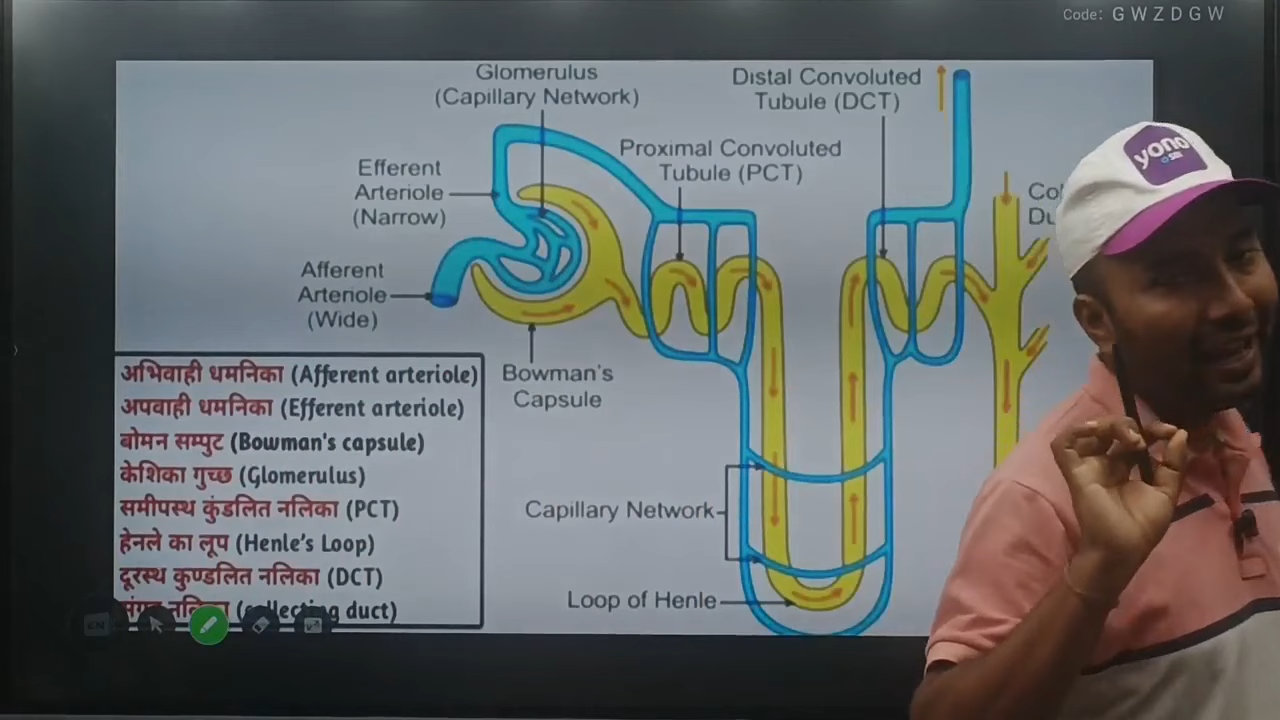 Code: G W Z D G W
Glomerulus
(Capillary Network)
Distal Convoluted
Tubule (DCT)
Efferent
Arteriole
(Narrow)
Proximal Convoluted
Tubule (PCT)
Afferent
Arteriole
(Wide)
Bowman's
Capsule
Capillary Network
Loop of Henle
अभिवाही धमनिका (Afferent arteriole)
अपवाही धमनिका (Efferent arteriole)
बोमन सम्पुट (Bowman's capsule)
केशिका गुच्छ (Glomerulus)
समीपस्थ कुंडलित नलिका (PCT)
हेनले का लूप (Henle's Loop)
दूरस्थ कुण्डलित नलिका (DCT)
(collecting duct)
EN
yono
SBI